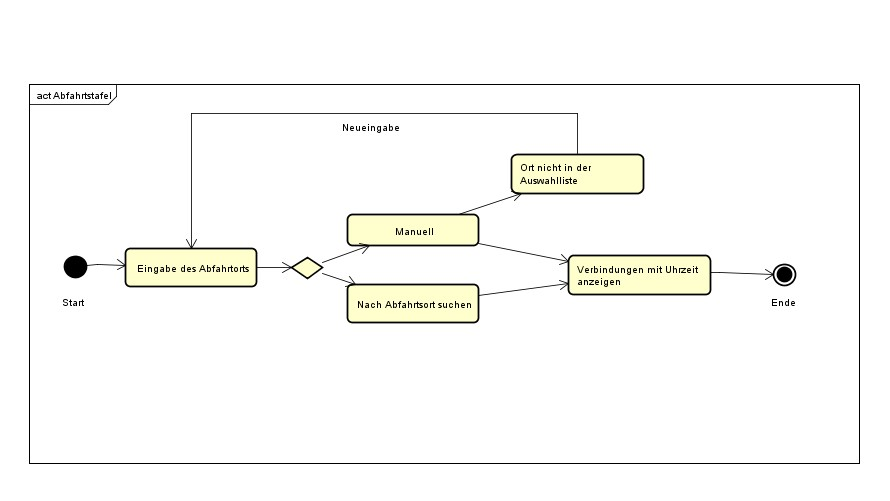 act Abfahrtstafel
Neueingabe
Ort nicht in der
Auswahlliste
Manuell
Eingabe des Abfahrtorts
Verbindungen mit Uhrzeit
anzeigen
Start
Nach Abfahrtsort suchen
Ende